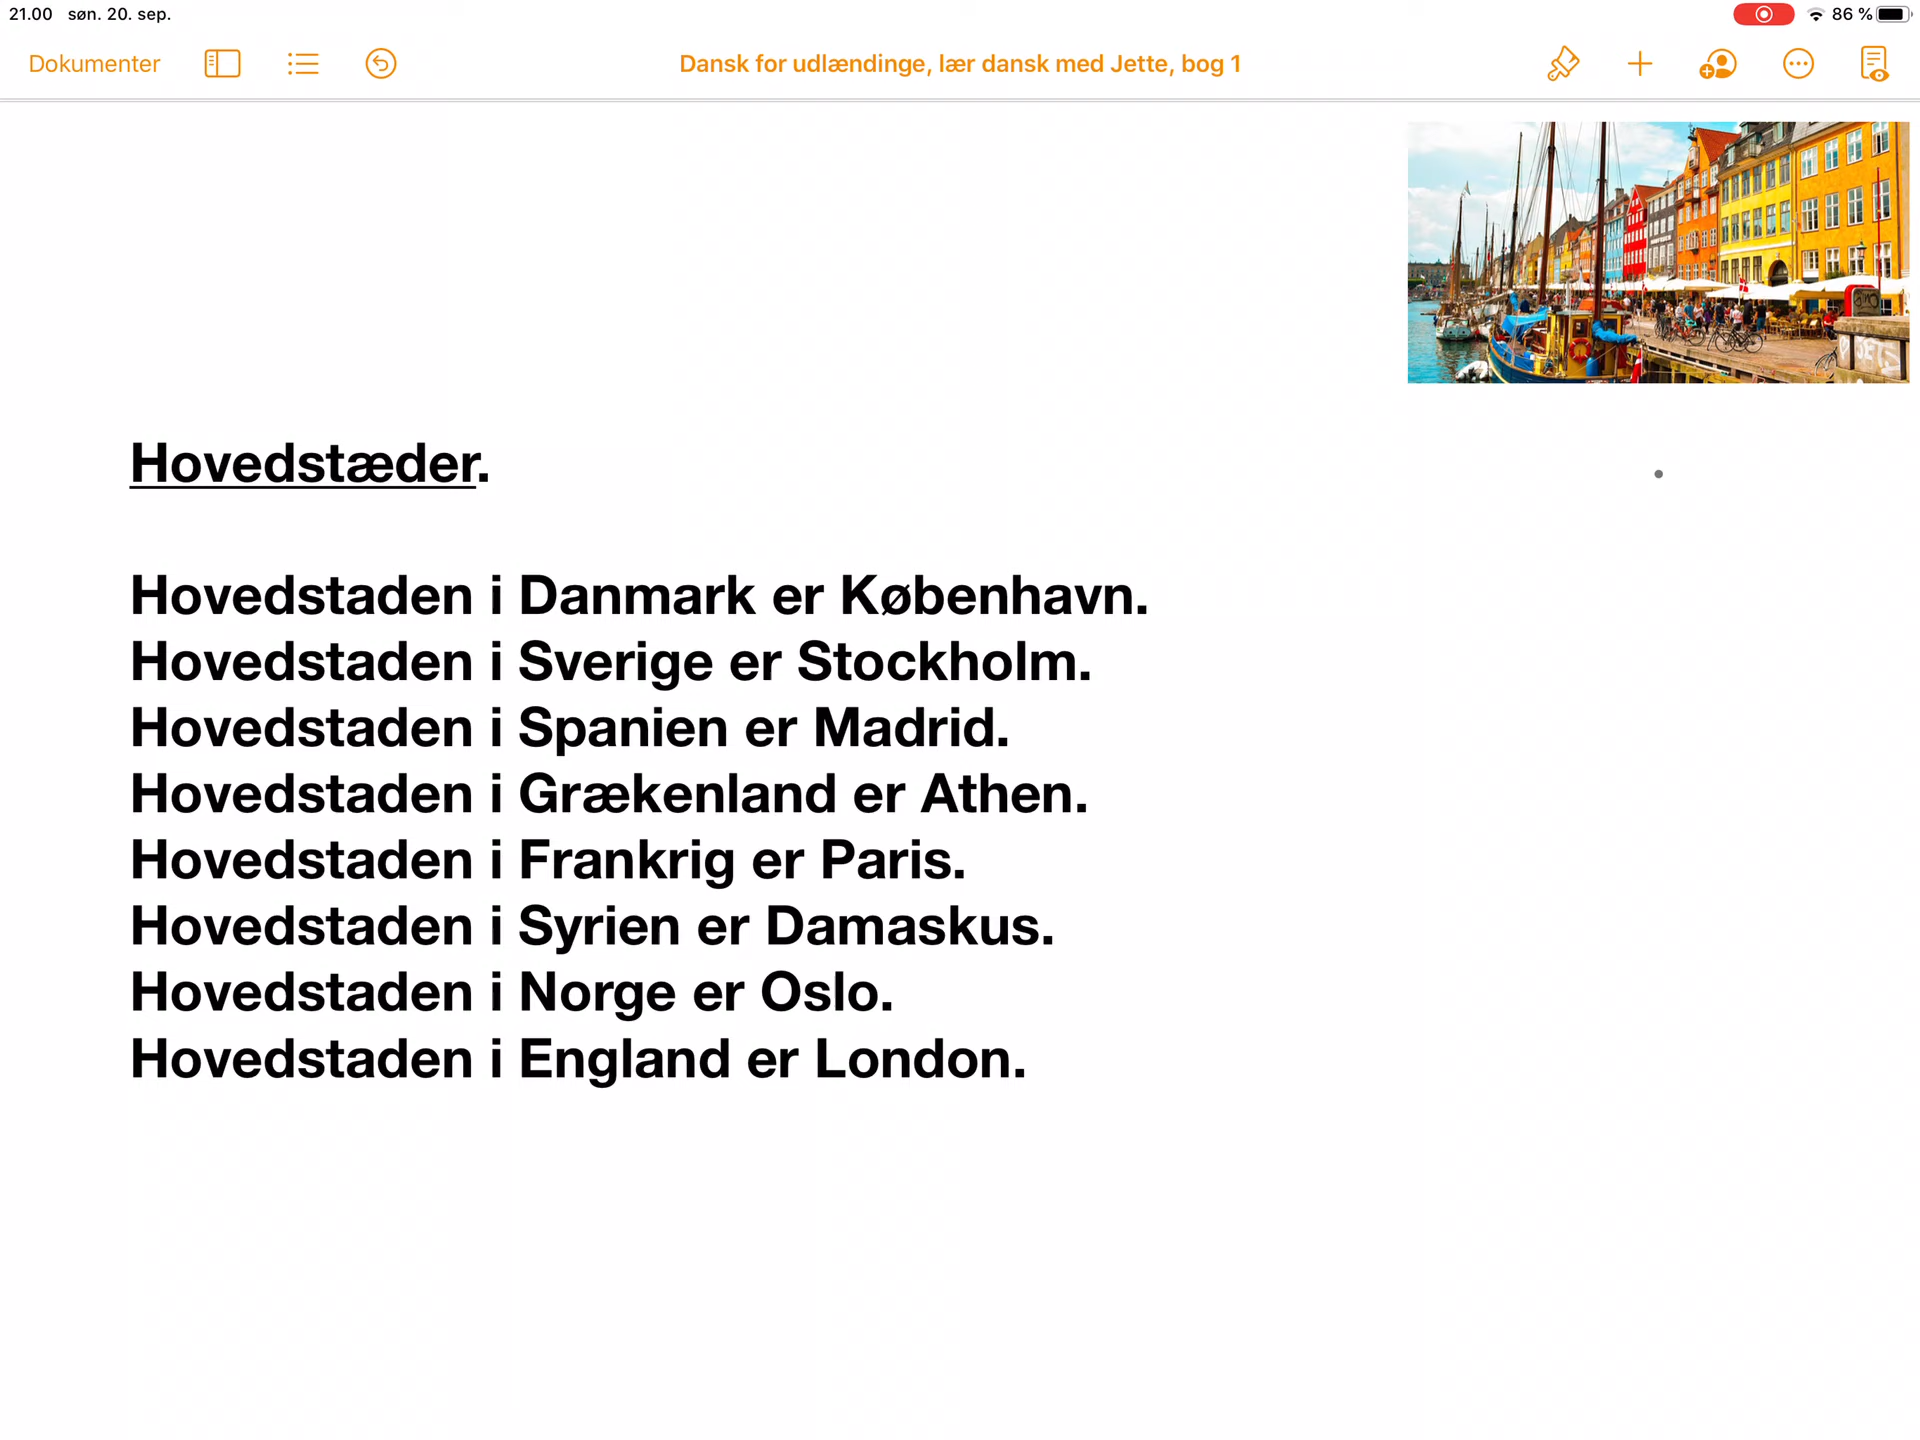 21.00 søn. 20. sep.
86 %
Dokumenter
Dansk for udlændinge, lær dansk med Jette, bog 1
Hovedstæder.
Hovedstaden i Danmark er København.
Hovedstaden i Sverige er Stockholm.
Hovedstaden i Spanien er Madrid.
Hovedstaden i Grækenland er Athen.
Hovedstaden i Frankrig er Paris.
Hovedstaden i Syrien er Damaskus.
Hovedstaden i Norge er Oslo.
Hovedstaden i England er London.